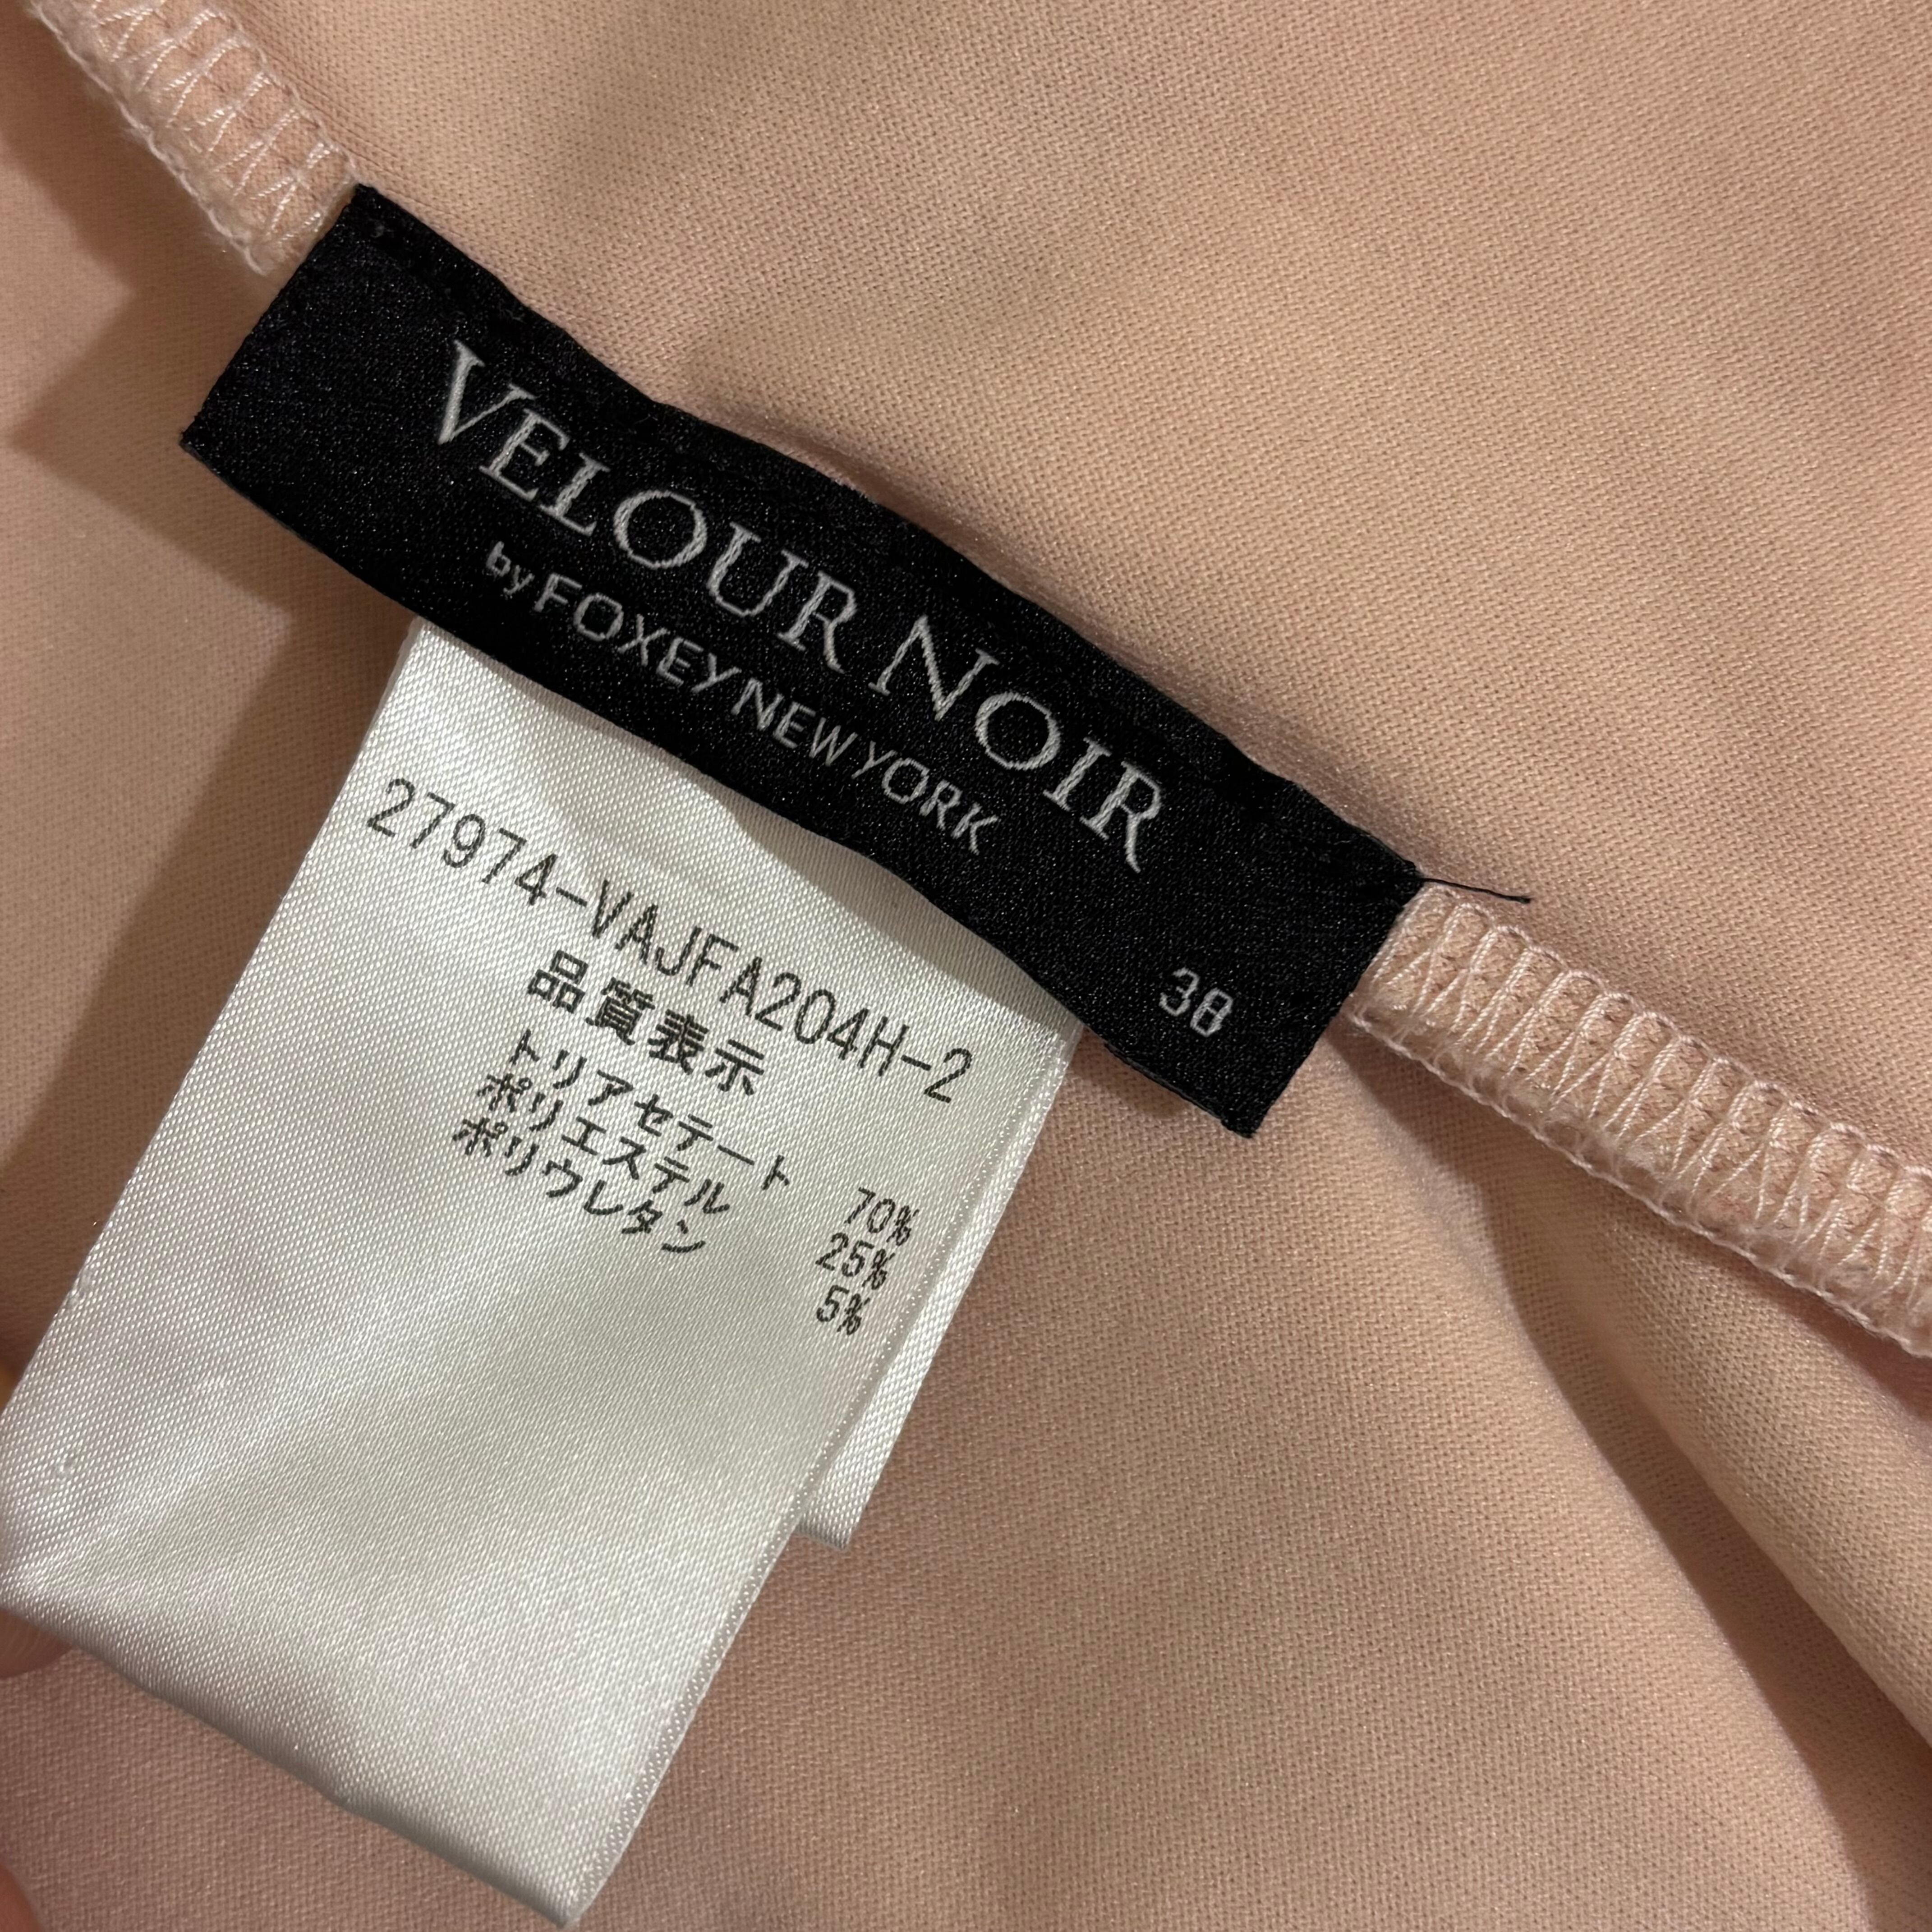 VELOUR NOIR
by FOXEY NEW YORK
38
27974-VAJFA204H-2
品質表示
トリアセテート 70%
ポリエステル 25%
ポリウレタン 5%